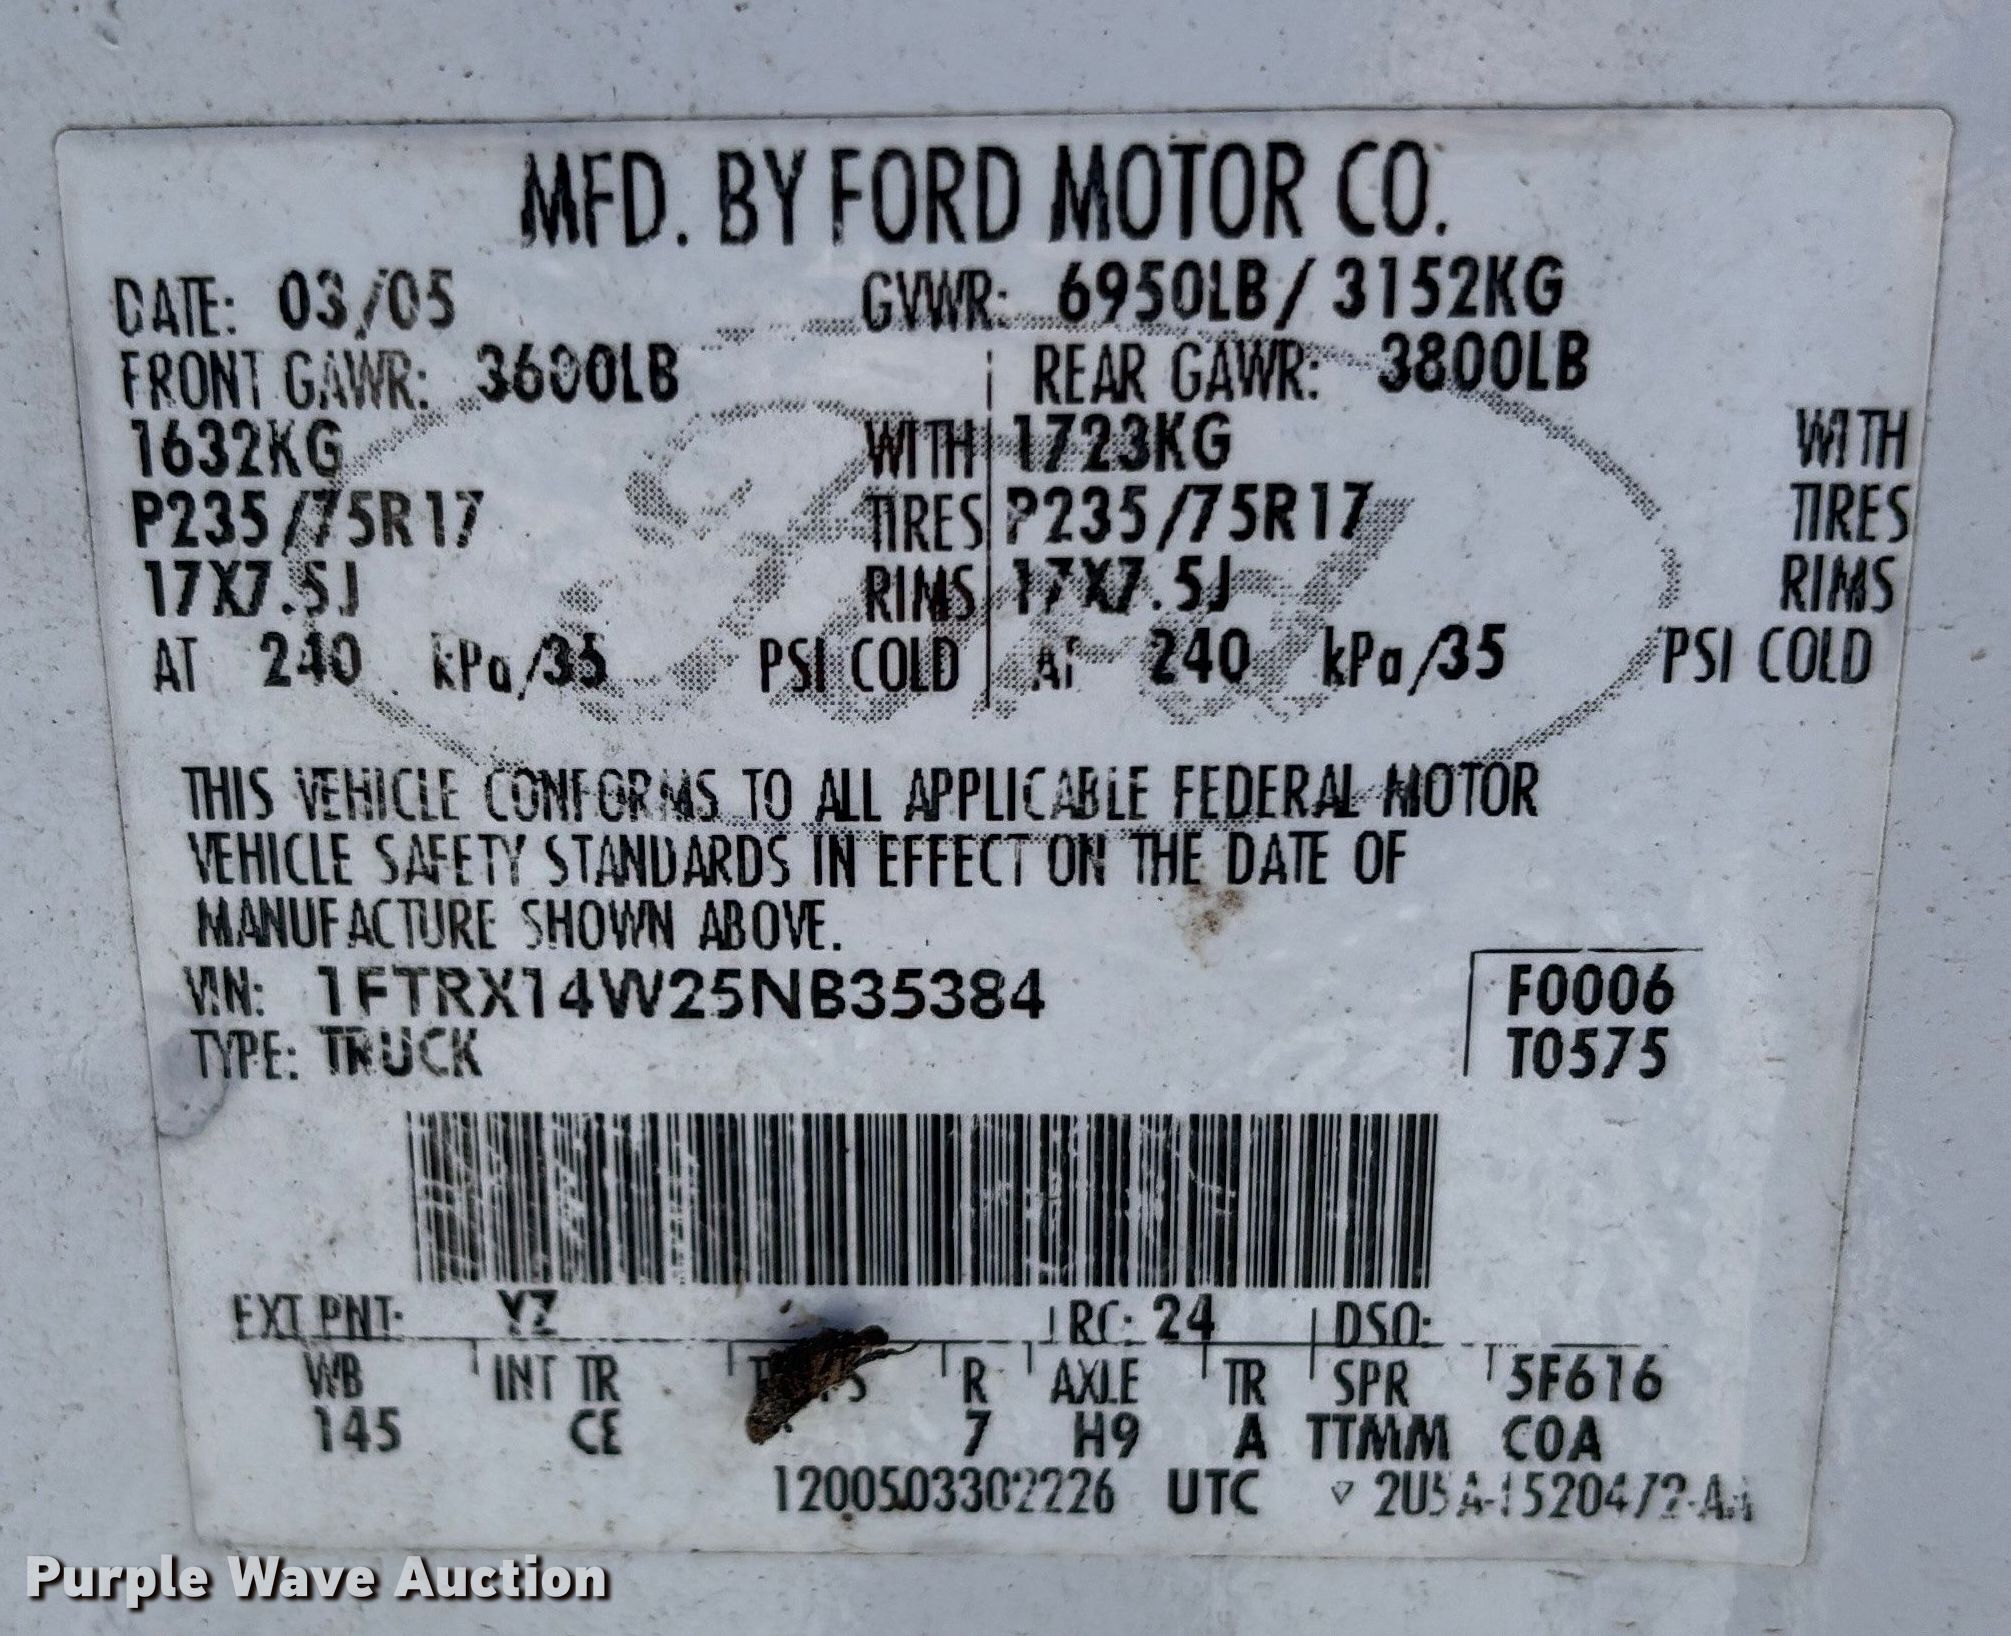 MFD. BY FORD MOTOR CO.
DATE: 03/05 GVWR: 6950LB/ 3152KG
FRONT GAWR: 3600LB REAR GAWR: 3800LB
1632KG WITH 1723KG WITH
P235/75R17 TIRES P235/75R17 TIRES
17X7.5J RIMS 17X7.5J RIMS
AT 240 kPa/35 PSI COLD AT 240 kPa/35 PSI COLD
Ford
THIS VEHICLE CONFORMS TO ALL APPLICABLE FEDERAL MOTOR
VEHICLE SAFETY STANDARDS IN EFFECT ON THE DATE OF
MANUFACTURE SHOWN ABOVE.
VIN: 1FTRX14W25NB35384 F0006
TYPE: TRUCK T0575
EXT PNT: YZ RC: 24 DSO:
WB INT TR R AXLE TR SPR 5F616
145 CE 7 H9 A TTMM COA
1200503302226 UTC
Purple Wave Auction